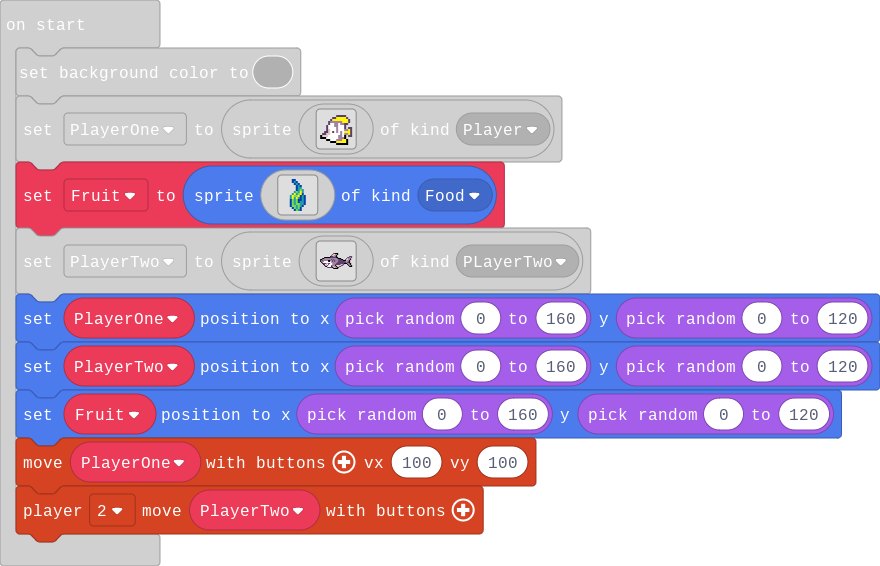 on start
set background color to
set PlayerOne to sprite of kind Player
set Fruit to sprite of kind Food
set PlayerTwo to sprite of kind PLayerTwo
set PlayerOne position to x pick random 0 to 160 y pick random 0 to 120
set PlayerTwo position to x pick random 0 to 160 y pick random 0 to 120
set Fruit position to x pick random 0 to 160 y pick random 0 to 120
move PlayerOne with buttons vx 100 vy 100
player 2 move PlayerTwo with buttons